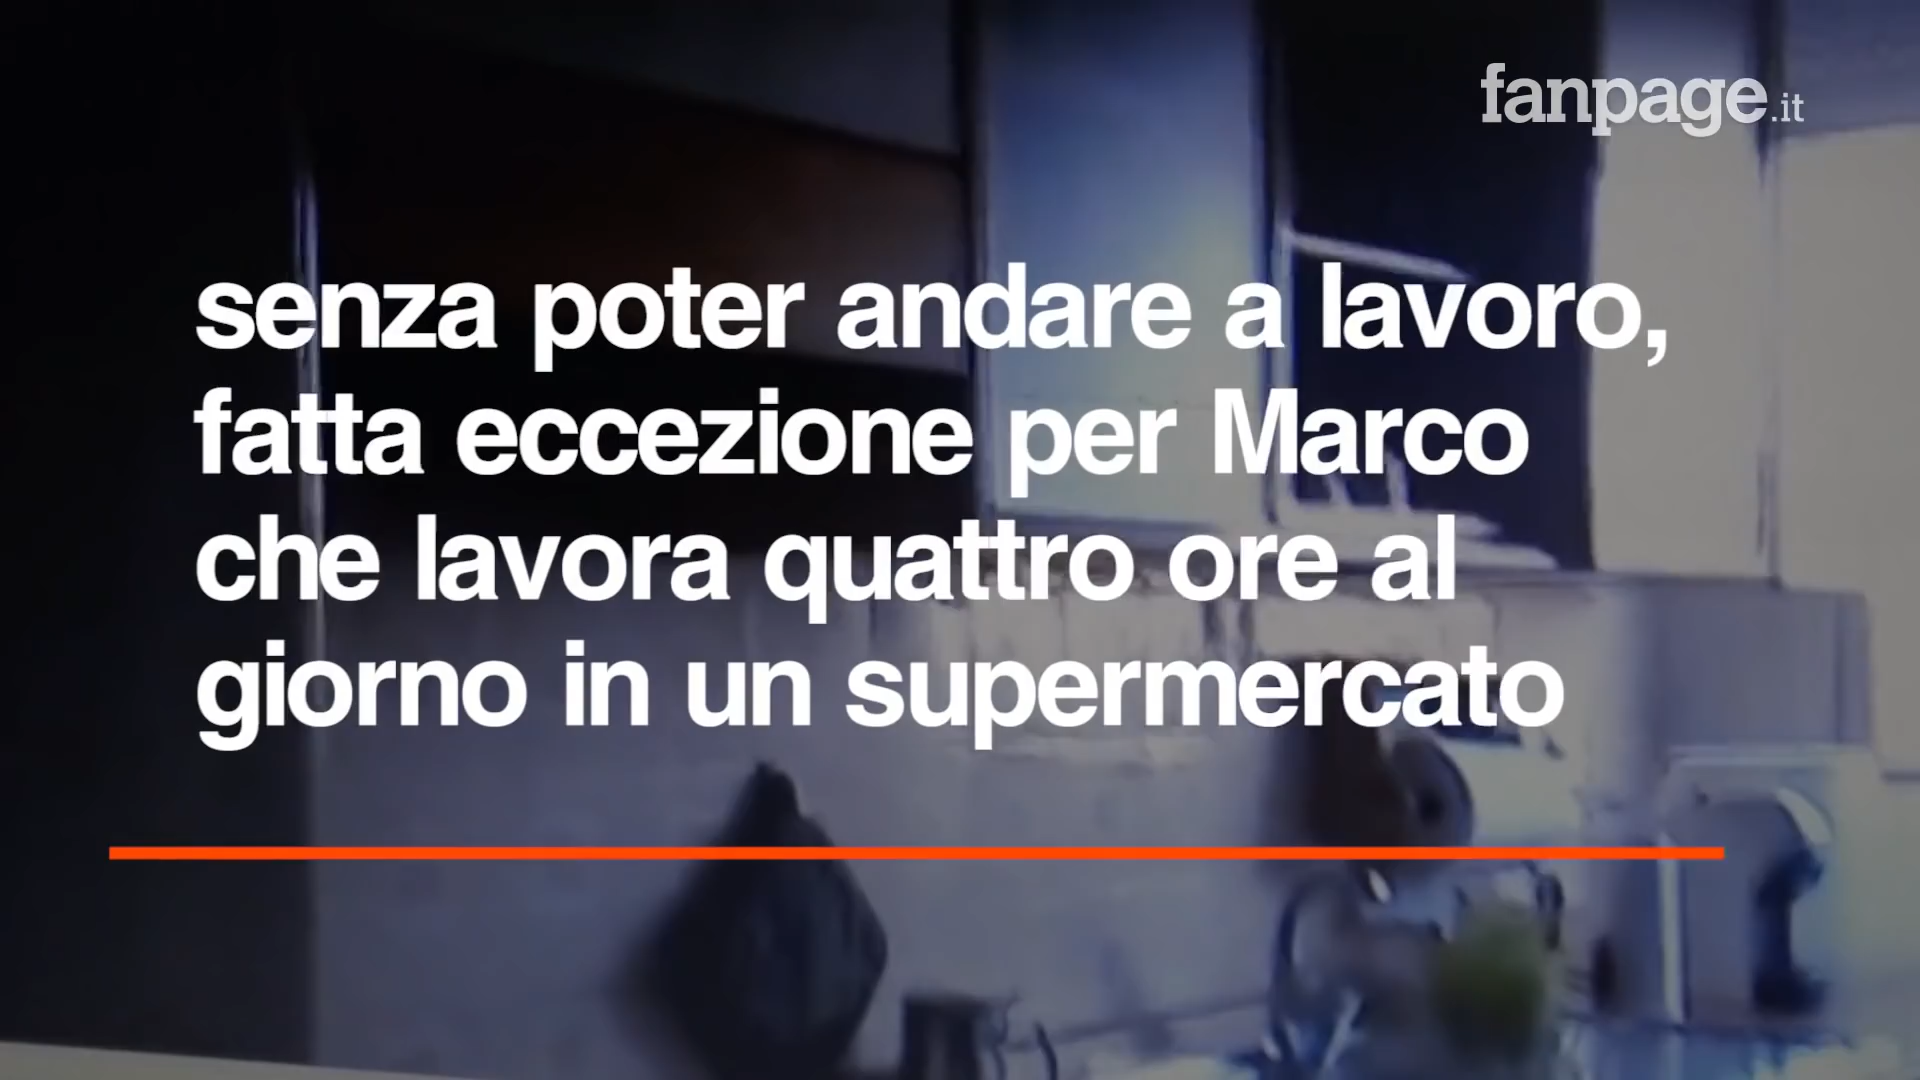 fanpage.it
senza poter andare a lavoro,
fatta eccezione per Marco
che lavora quattro ore al
giorno in un supermercato